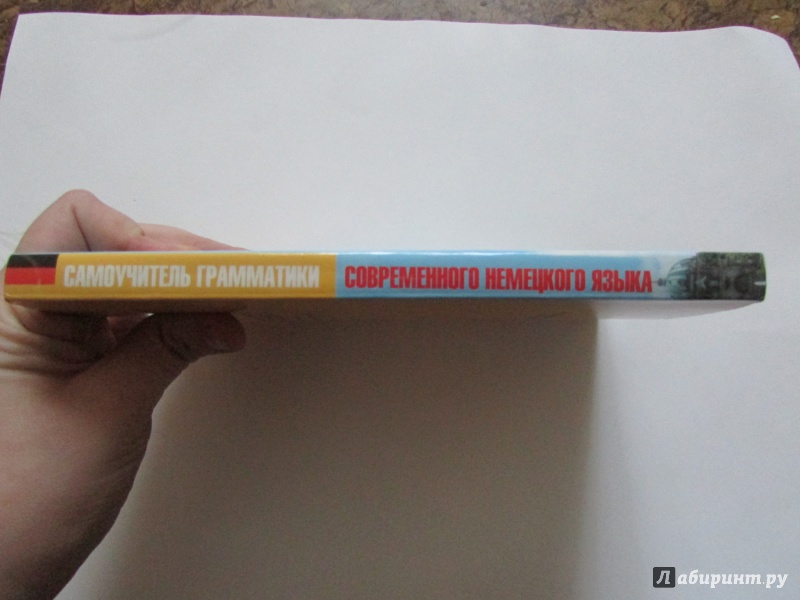 САМОУЧИТЕЛЬ ГРАММАТИКИ СОВРЕМЕННОГО НЕМЕЦКОГО ЯЗЫКА
Лабиринт.ру